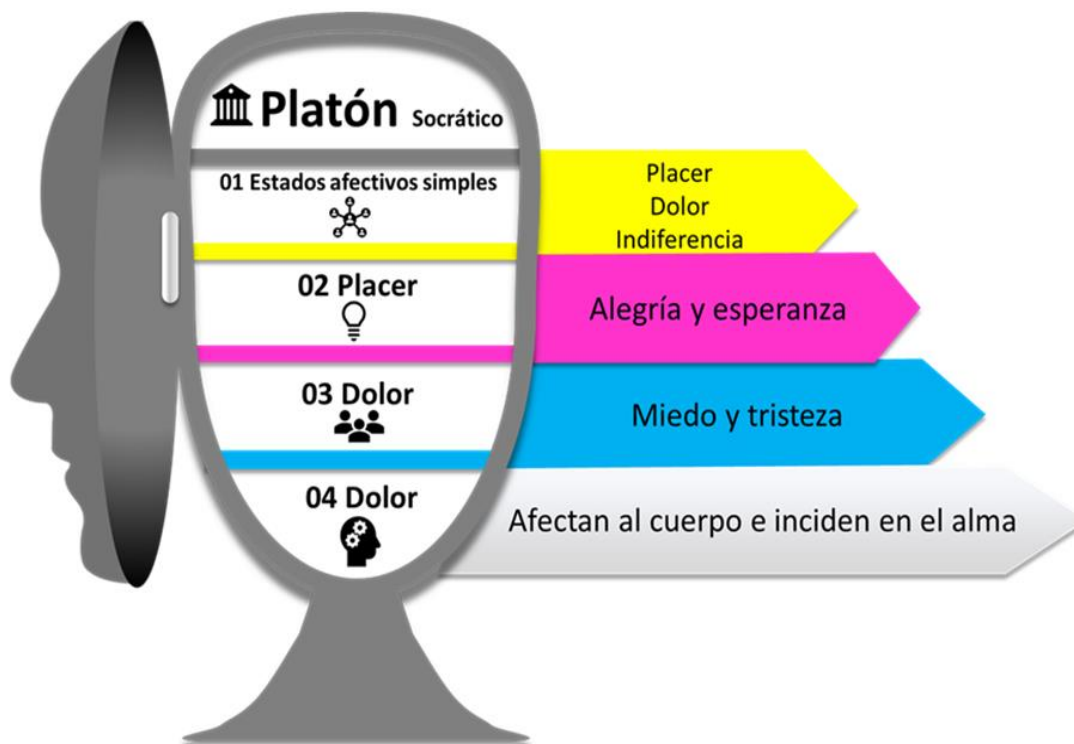 Platón Socrático
01 Estados afectivos simples
Placer
Dolor
Indiferencia
02 Placer
Alegría y esperanza
03 Dolor
Miedo y tristeza
04 Dolor
Afectan al cuerpo e inciden en el alma